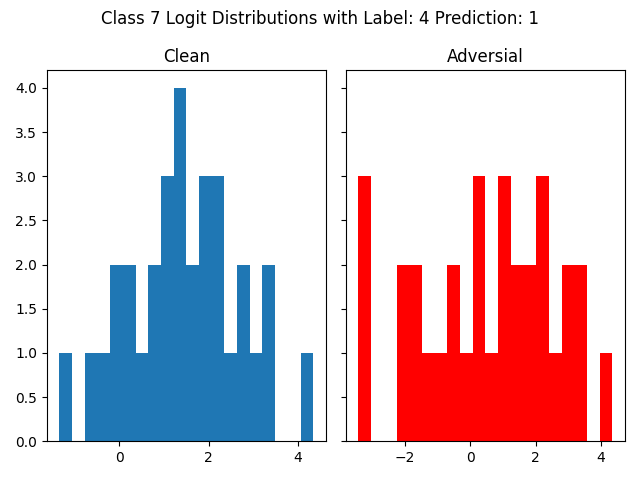 Class 7 Logit Distributions with Label: 4 Prediction: 1
Clean
Adversial
4.0
3.5
3.0
2.5
2.0
1.5
1.0
0.5
0.0
0 2 4
−2 0 2 4